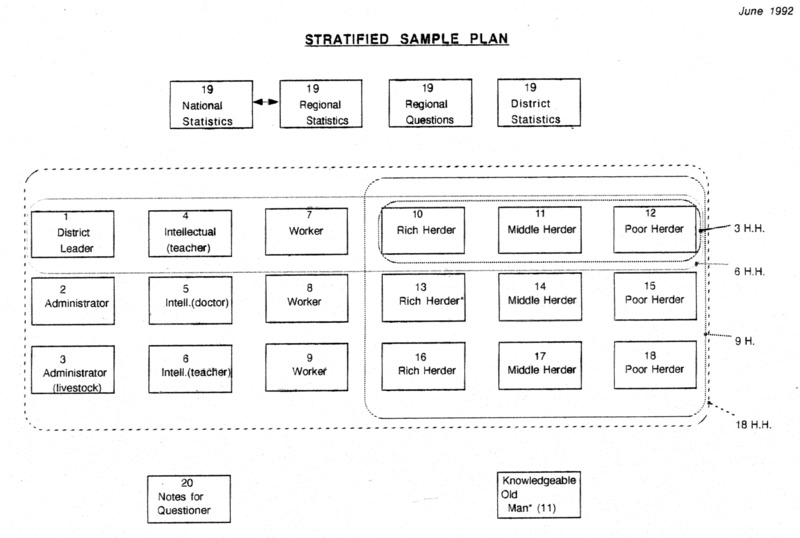 June 1992
STRATIFIED SAMPLE PLAN
19
National
Statistics
19
Regional
Statistics
19
Regional
Questions
19
District
Statistics
1
District
Leader
4
Intellectual
(teacher)
7
Worker
10
Rich Herder
11
Middle Herder
12
Poor Herder
3 H.H.
6 H.H.
2
Administrator
5
Intell.(doctor)
8
Worker
13
Rich Herder*
14
Middle Herder
15
Poor Herder
9 H.
3
Administrator
(livestock)
6
Intell.(teacher)
9
Worker
16
Rich Herder
17
Middle Herder
18
Poor Herder
18 H.H.
20
Notes for
Questioner
Knowledgeable
Old
Man* (11)